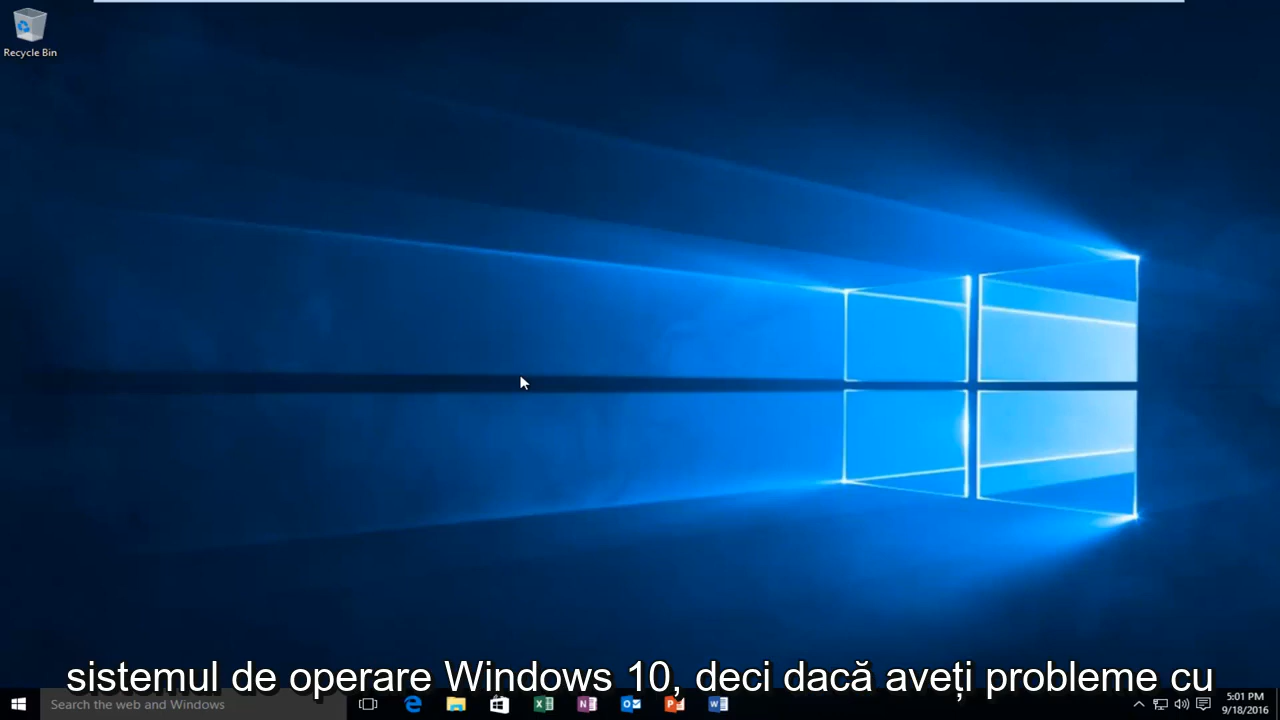 Recycle Bin
sistemul de operare Windows 10, deci dacă aveți probleme cu
Search the web and Windows
5:01 PM
9/18/2016